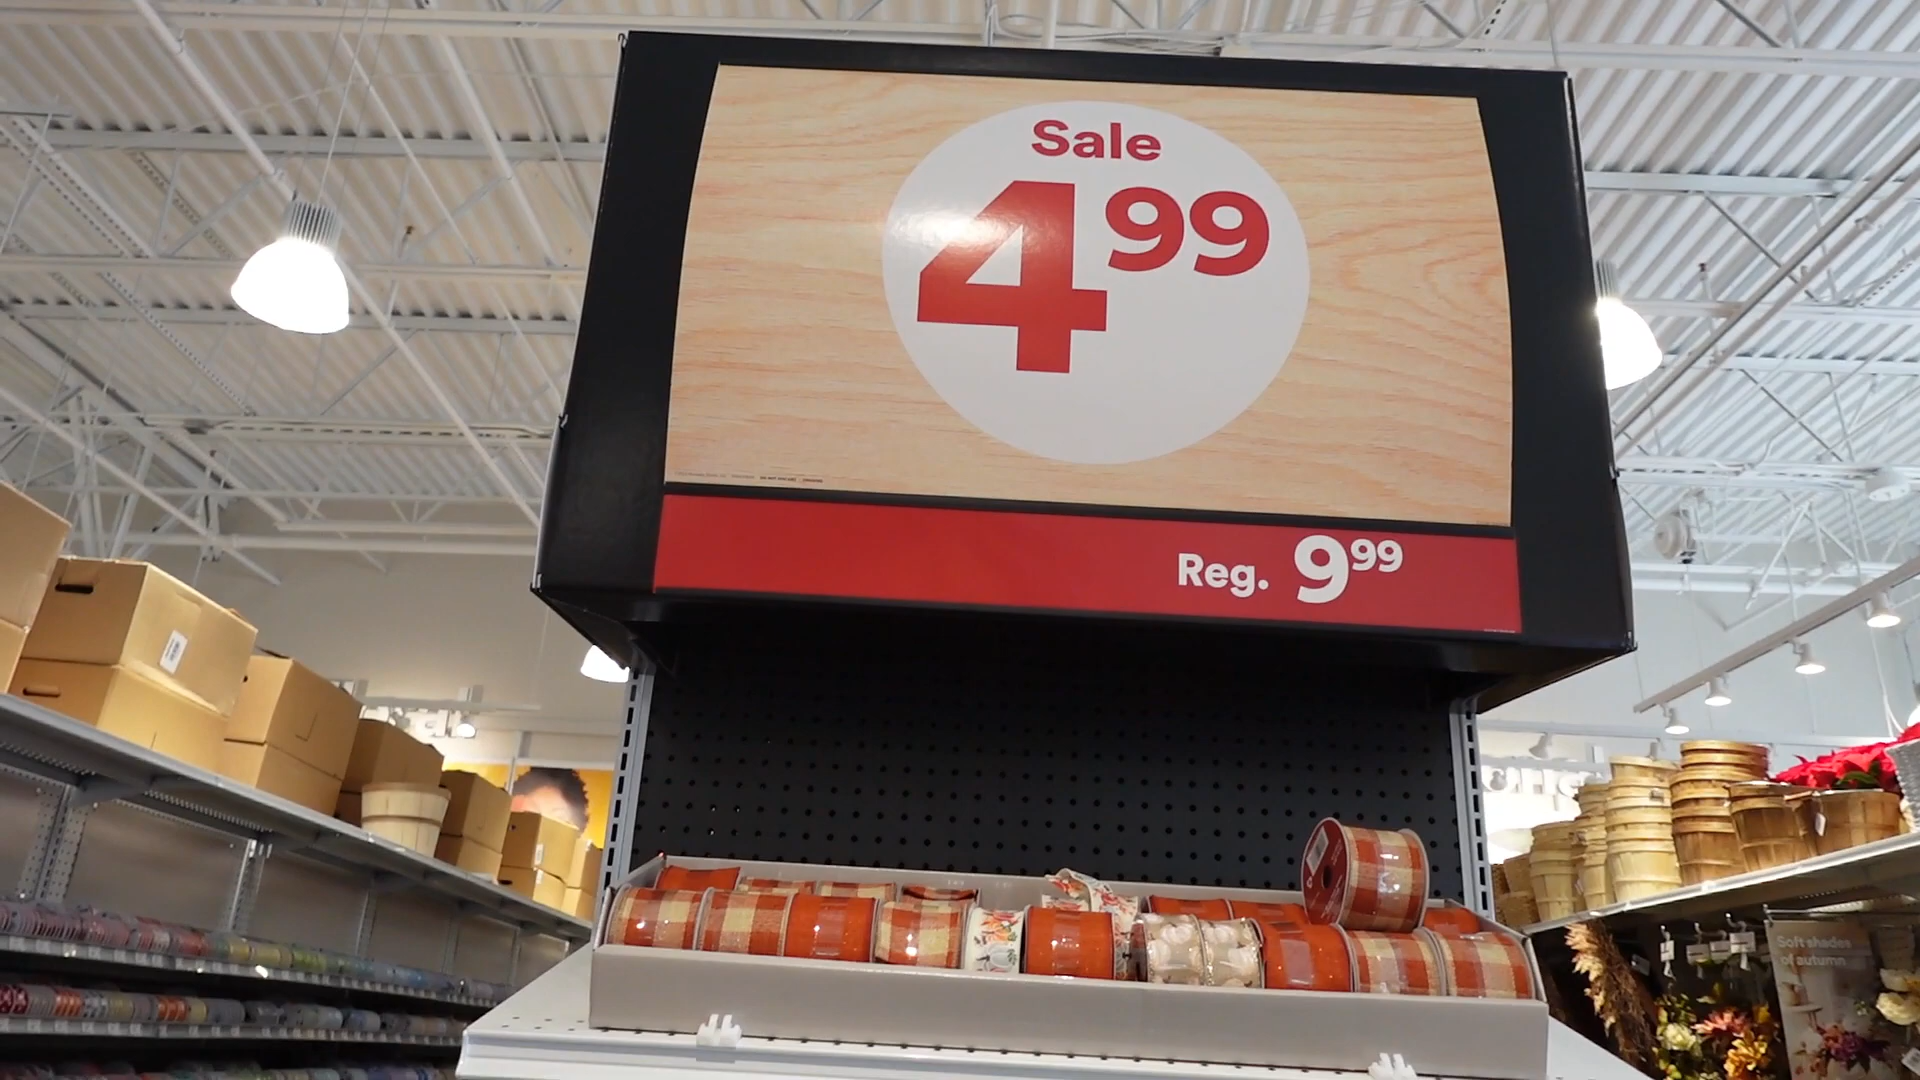 Sale
4.99
Reg. 9.99
Soft shades
of autumn